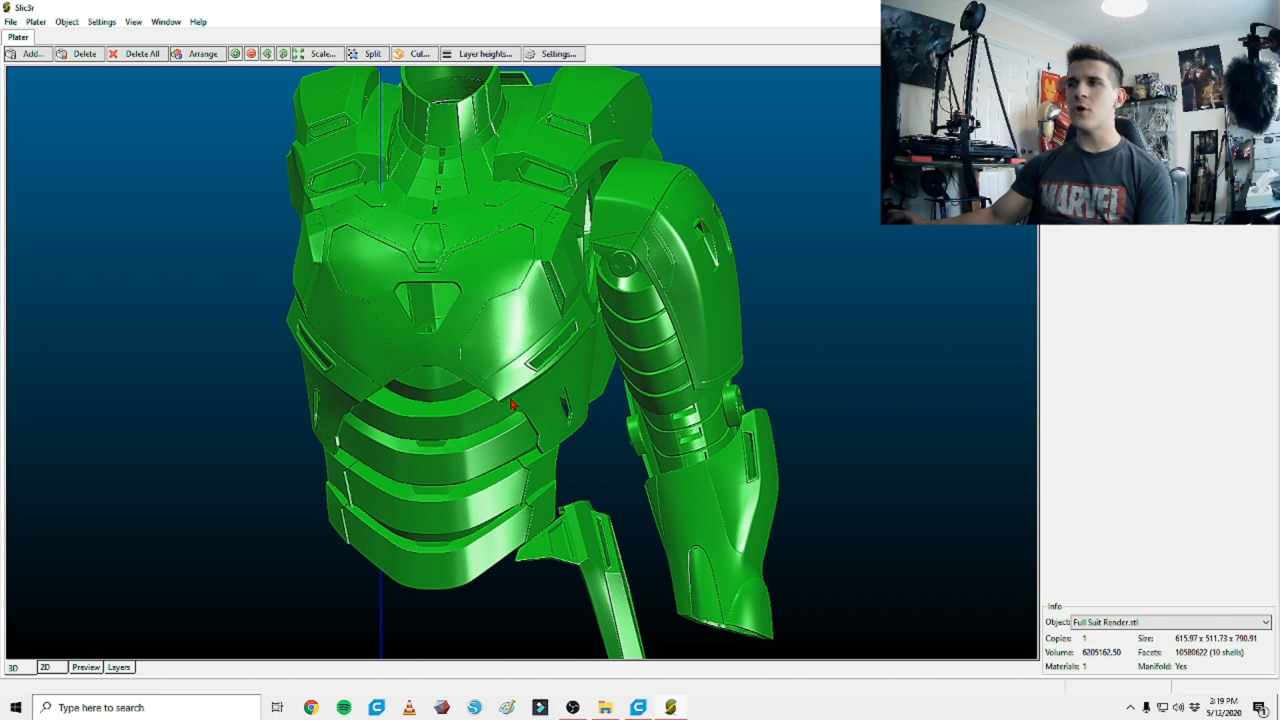 Slic3r
File Plater Object Settings View Window Help
Plater
Add... Delete Delete All Arrange Scale... Split Cut... Layer heights... Settings...
MARVEL
Info
Object: Full Suit Render.stl
Copies: 1 Size: 615.97 x 511.73 x 790.91
Volume: 6205162.50 Facets: 10580622 (10 shells)
Materials: 1 Manifold: Yes
3D 2D Preview Layers
Type here to search
2:19 PM
5/12/2020